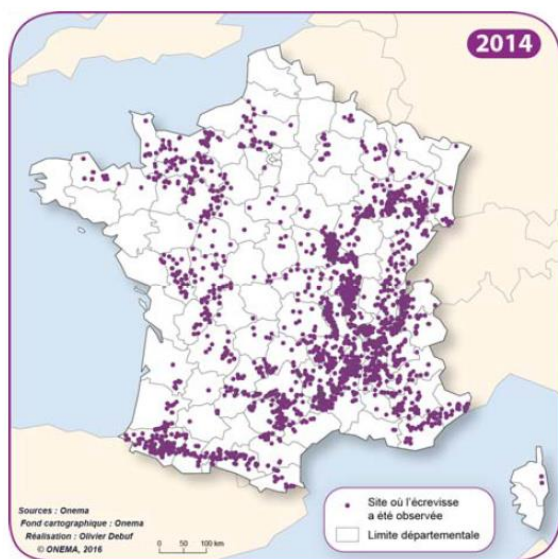 2014
Site où l'écrevisse
a été observée
Limite départementale
Sources : Onema
Fond cartographique : Onema
Réalisation : Olivier Debuf
© ONEMA, 2016
0 50 100 km